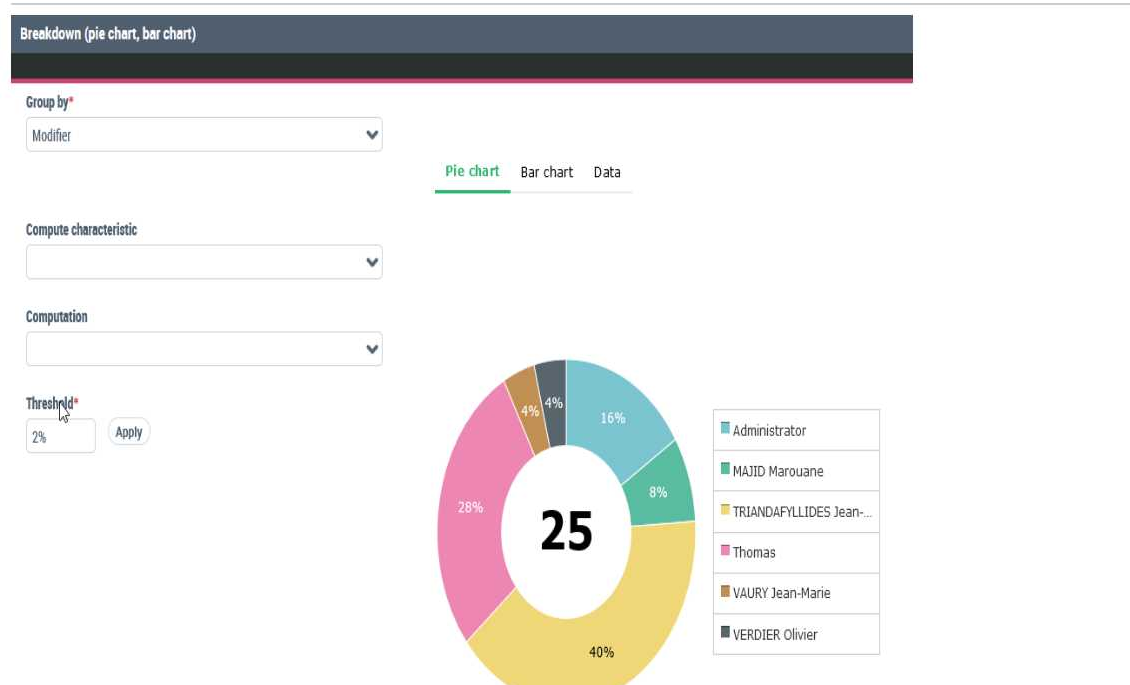 Breakdown (pie chart, bar chart)
Group by*
Modifier
Pie chart Bar chart Data
Compute characteristic
Computation
Threshold*
2% Apply
4% 4% 16%
28% 8%
25
40%
Administrator
MAJID Marouane
TRIANDAFYLLIDES Jean-...
Thomas
VAURY Jean-Marie
VERDIER Olivier